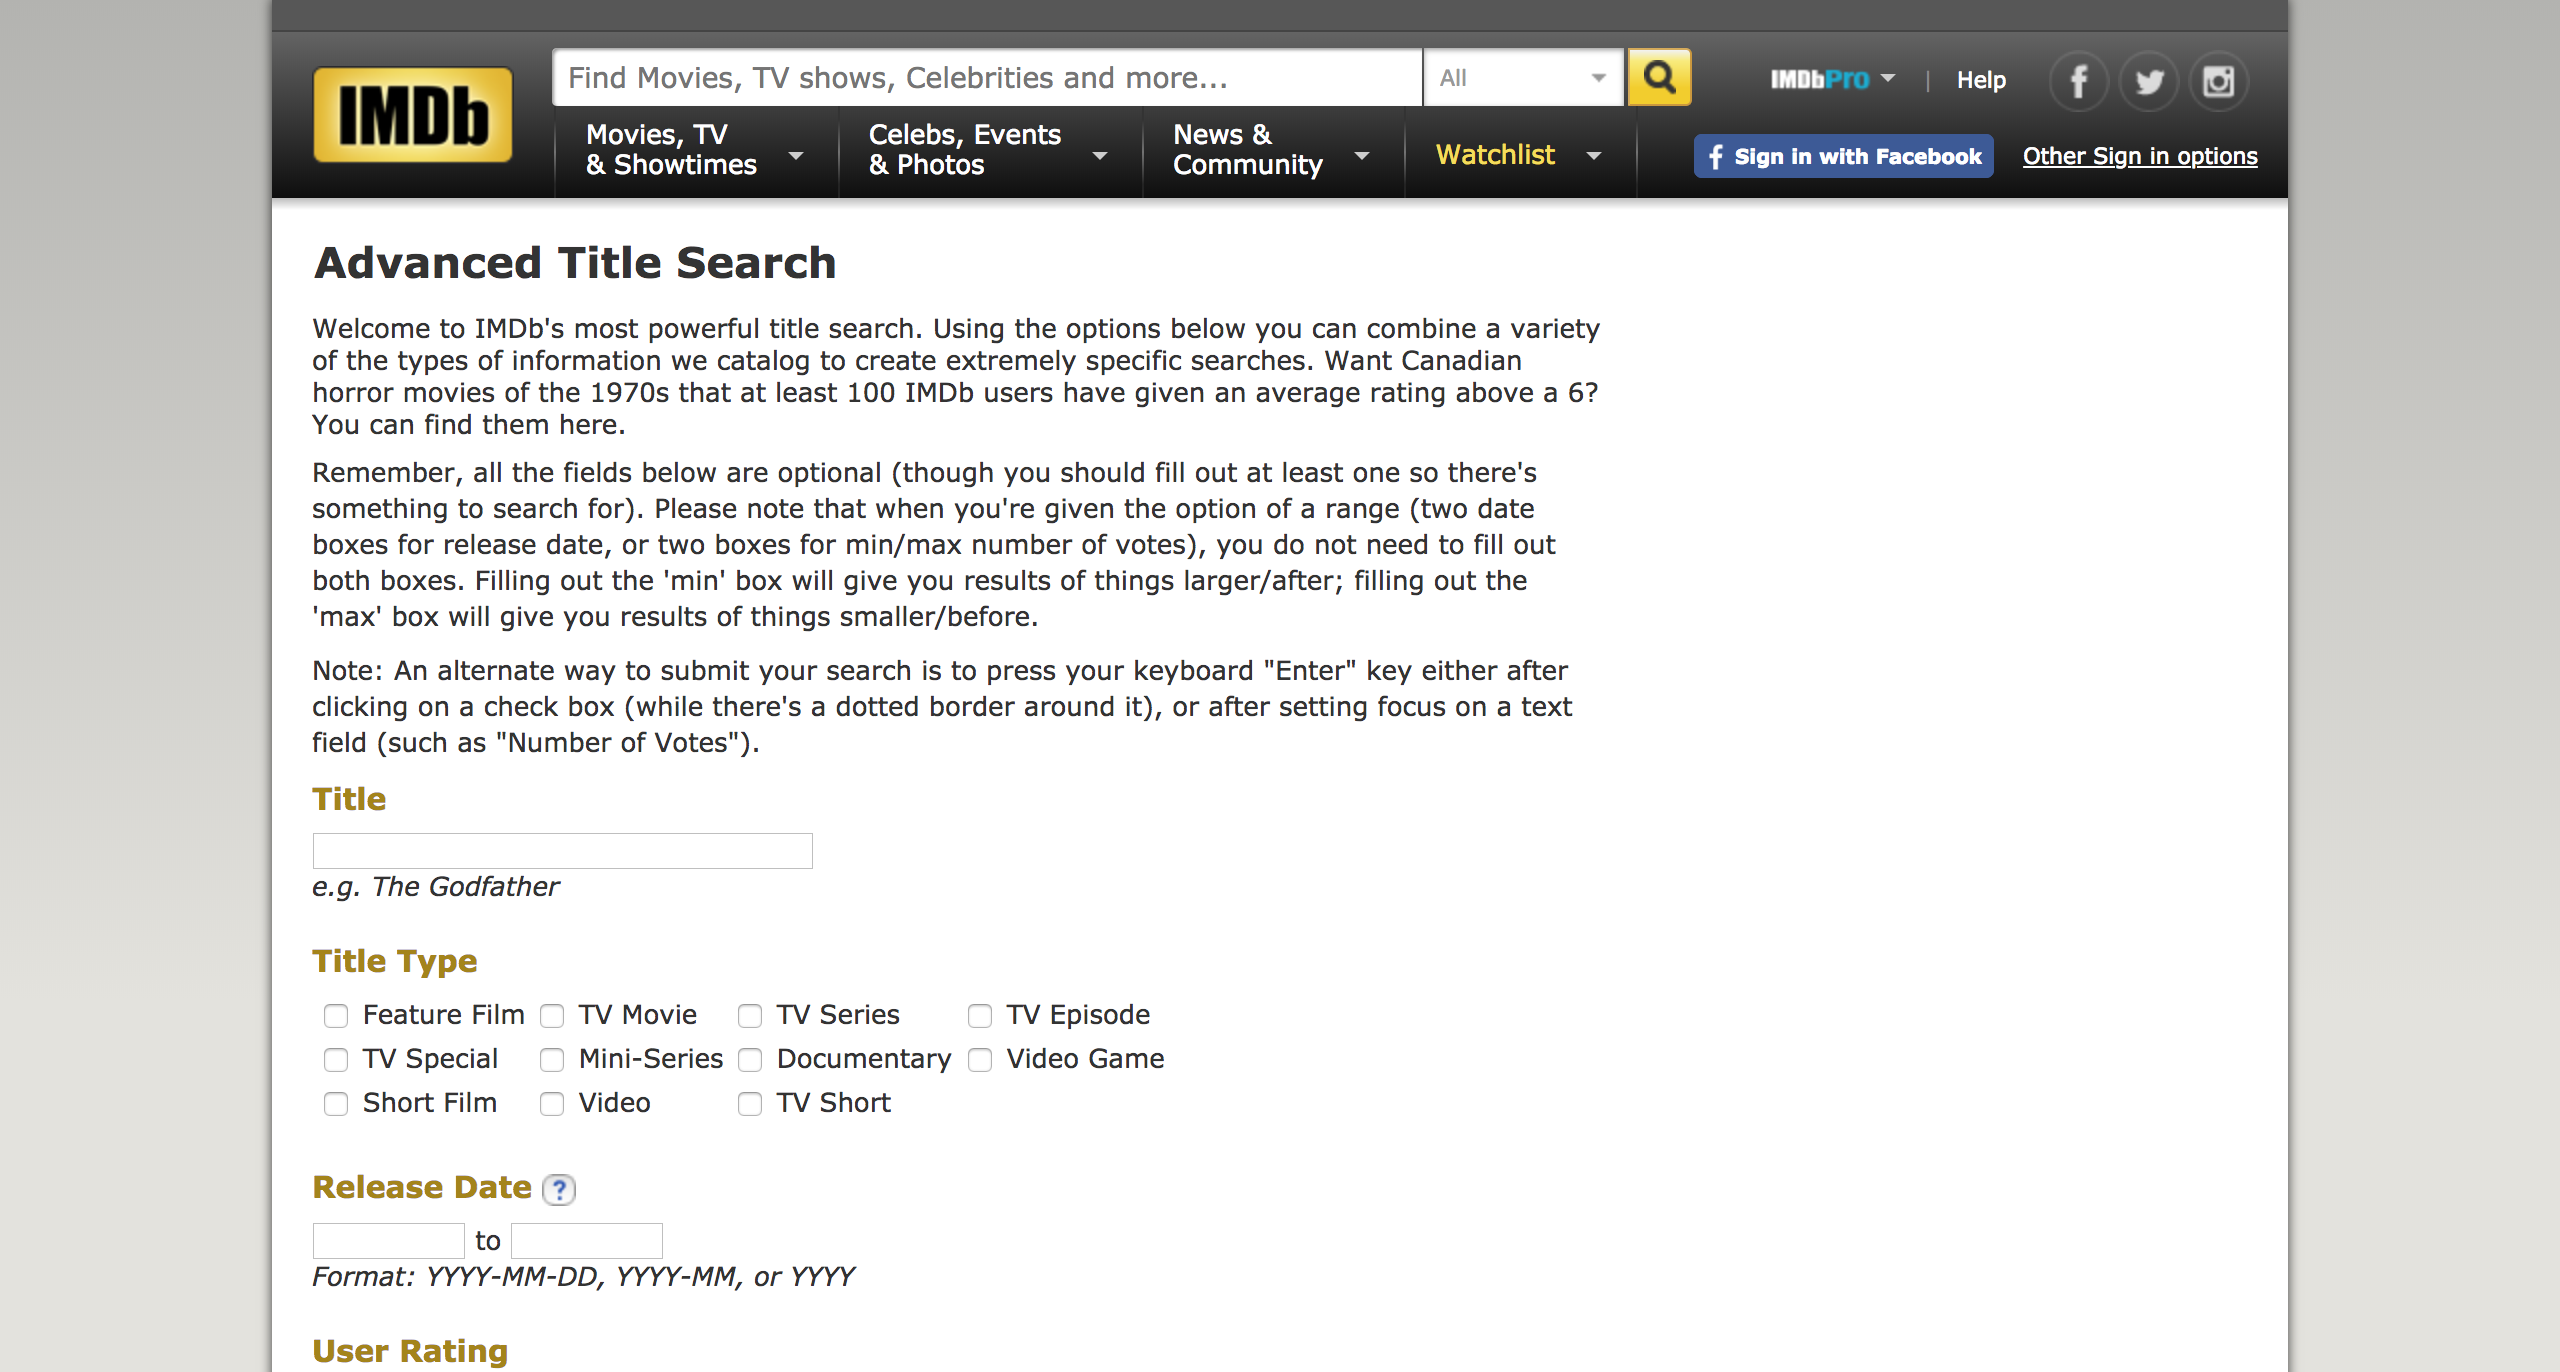 Find Movies, TV shows, Celebrities and more...
All
IMDbPro
|
Help
IMDb
Movies, TV
& Showtimes
Celebs, Events
& Photos
News &
Community
Watchlist
f Sign in with Facebook
Other Sign in options
Advanced Title Search
Welcome to IMDb's most powerful title search. Using the options below you can combine a variety
of the types of information we catalog to create extremely specific searches. Want Canadian
horror movies of the 1970s that at least 100 IMDb users have given an average rating above a 6?
You can find them here.
Remember, all the fields below are optional (though you should fill out at least one so there's
something to search for). Please note that when you're given the option of a range (two date
boxes for release date, or two boxes for min/max number of votes), you do not need to fill out
both boxes. Filling out the 'min' box will give you results of things larger/after; filling out the
'max' box will give you results of things smaller/before.
Note: An alternate way to submit your search is to press your keyboard "Enter" key either after
clicking on a check box (while there's a dotted border around it), or after setting focus on a text
field (such as "Number of Votes").
Title
e.g. The Godfather
Title Type
Feature Film TV Movie TV Series TV Episode
TV Special Mini-Series Documentary Video Game
Short Film Video TV Short
Release Date ?
to
Format: YYYY-MM-DD, YYYY-MM, or YYYY
User Rating